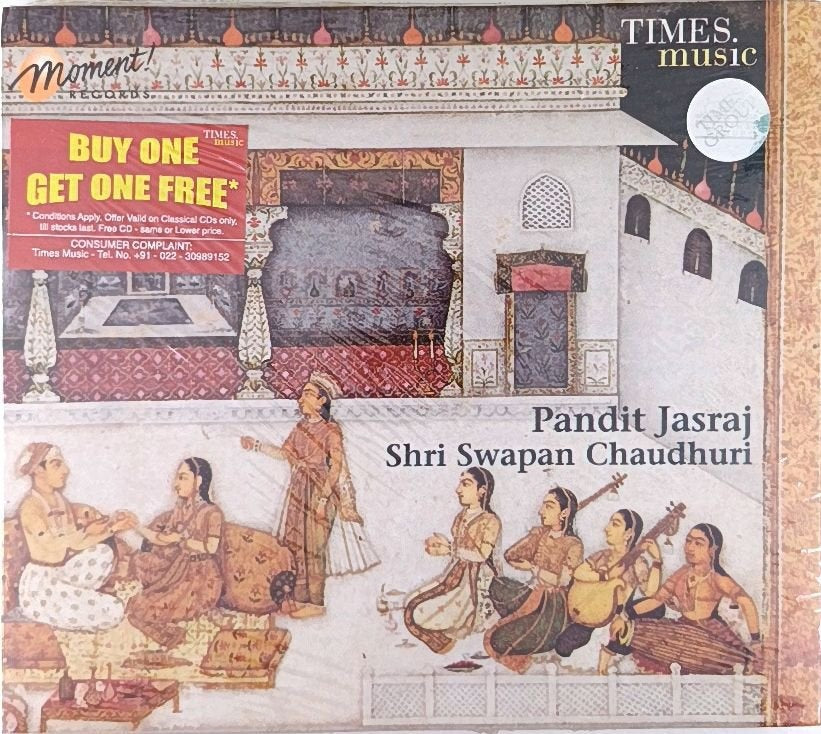 moment!
RECORDS
TIMES.
music
TIMES
GROUP
TIMES.
music
BUY ONE
GET ONE FREE*
* Conditions Apply. Offer Valid on Classical CDs only,
till stocks last. Free CD - same or Lower price.
CONSUMER COMPLAINT:
Times Music - Tel. No. +91 - 022 - 30989152
Pandit Jasraj
Shri Swapan Chaudhuri